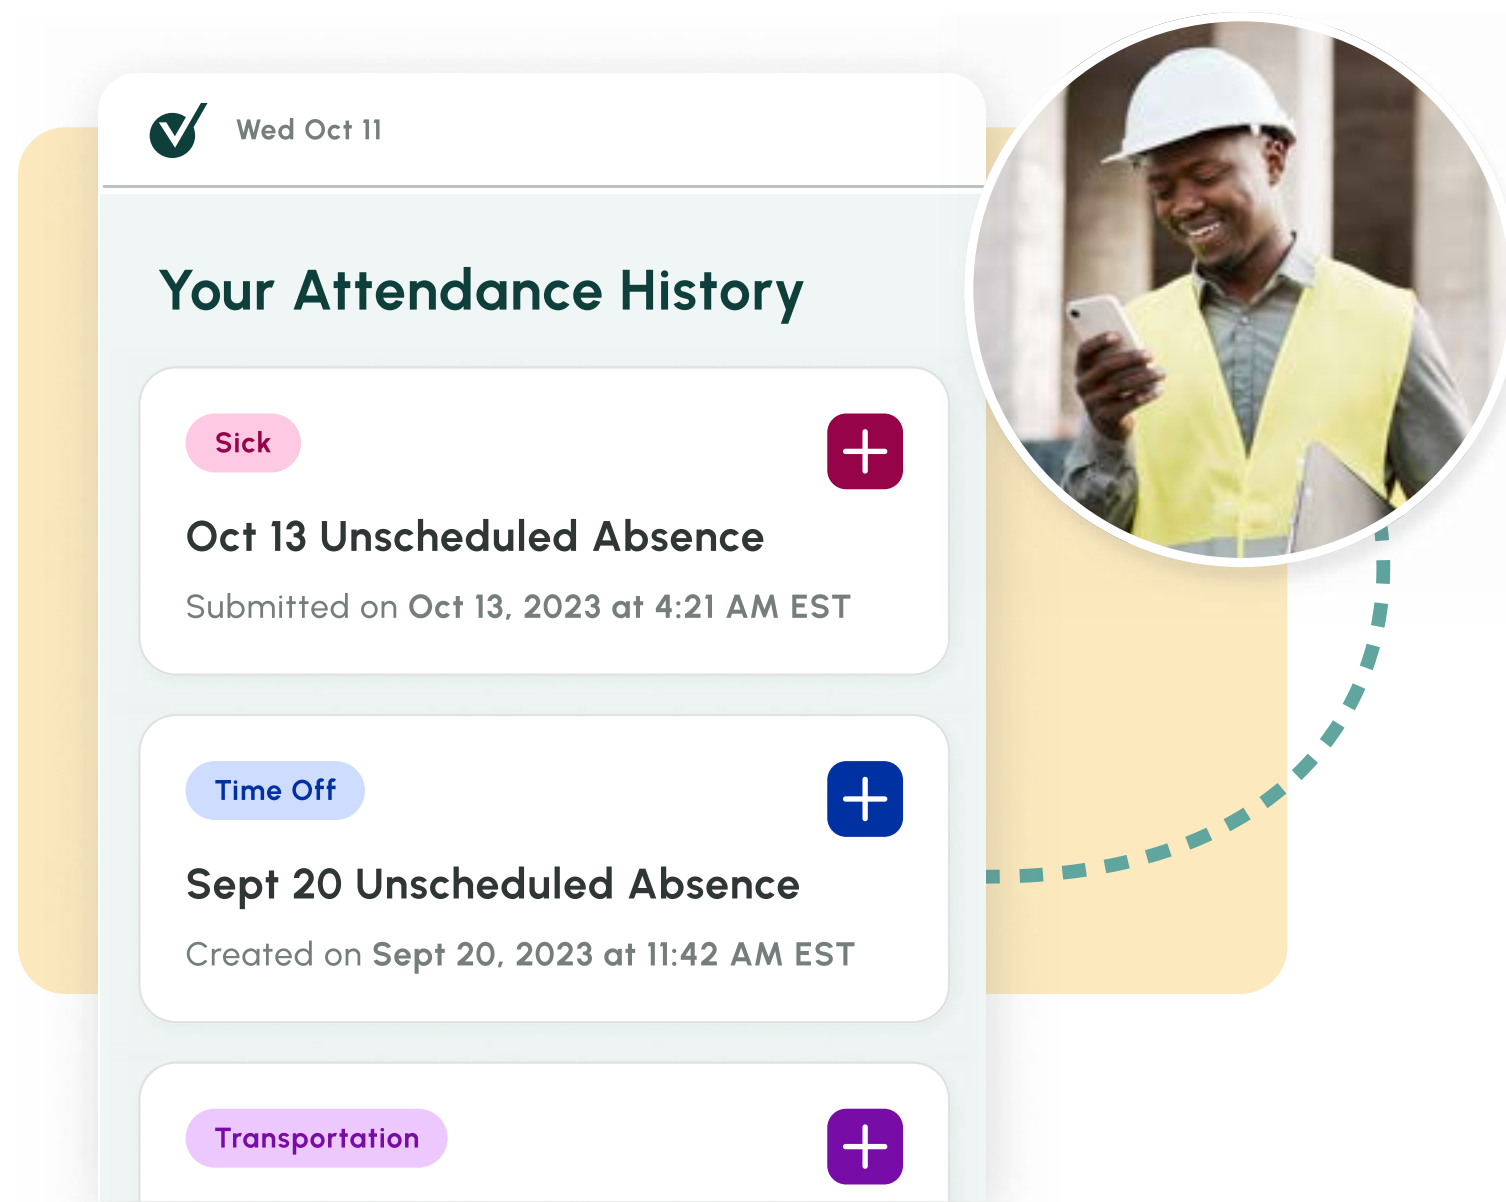 Wed Oct 11
Your Attendance History
Sick
Oct 13 Unscheduled Absence
Submitted on Oct 13, 2023 at 4:21 AM EST
Time Off
Sept 20 Unscheduled Absence
Created on Sept 20, 2023 at 11:42 AM EST
Transportation